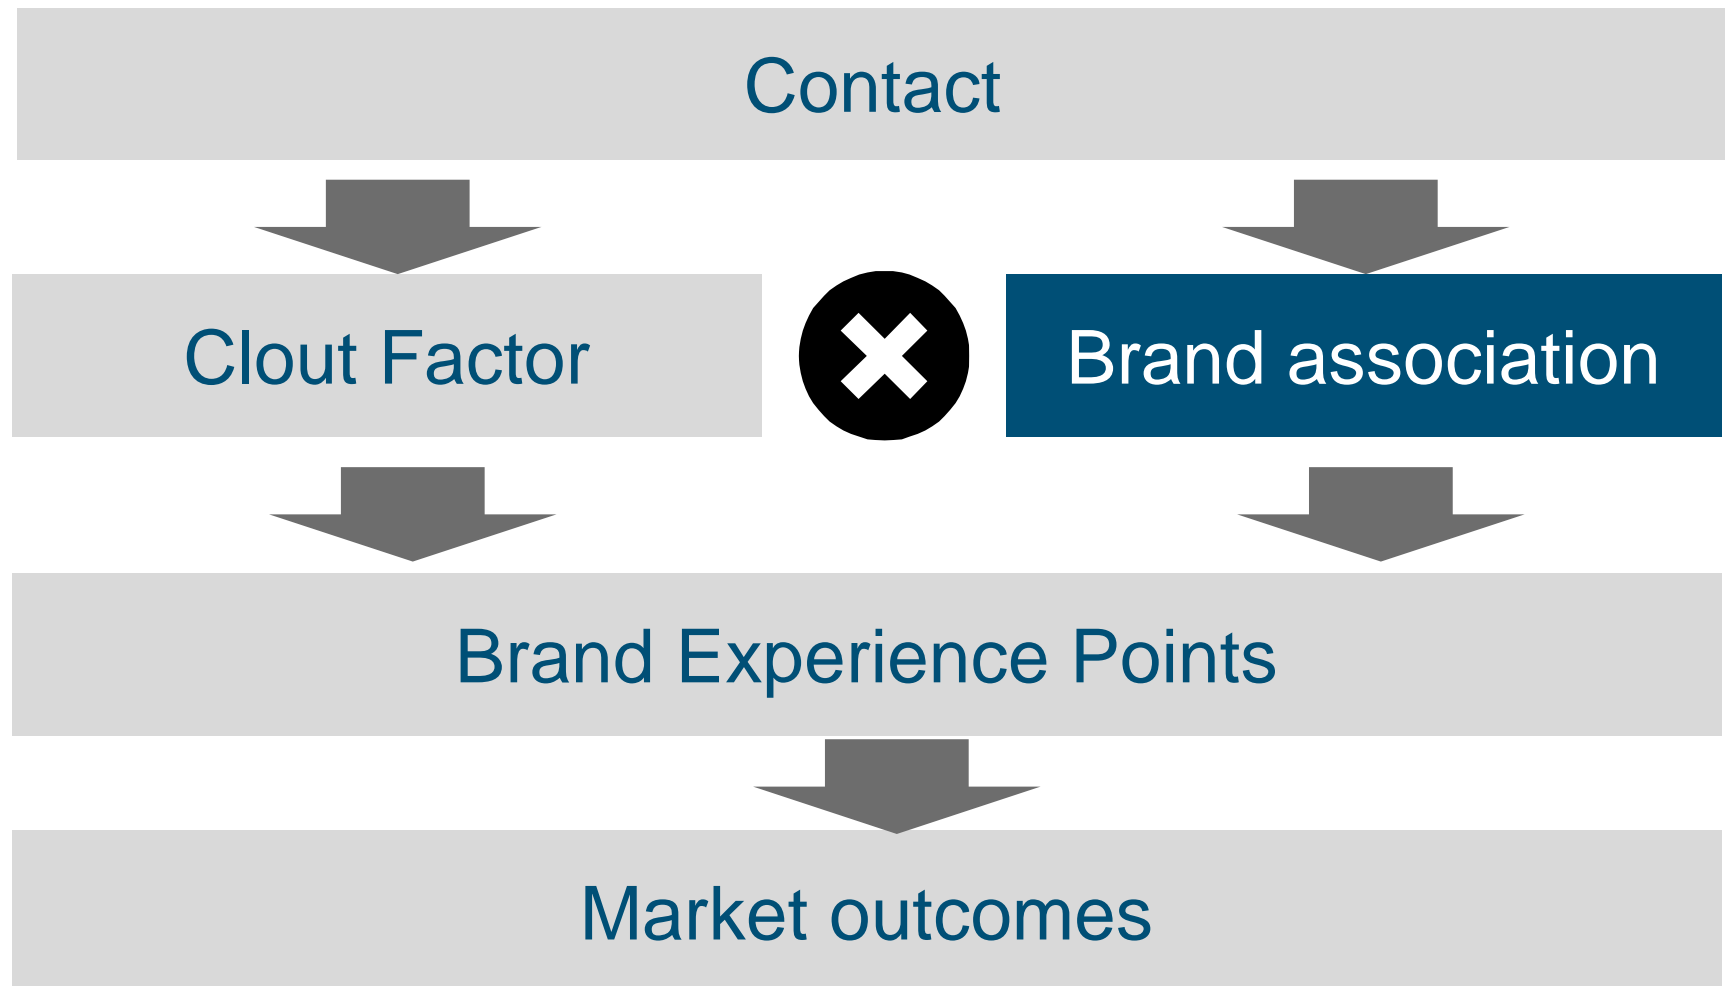 Contact
Clout Factor
Brand association
Brand Experience Points
Market outcomes